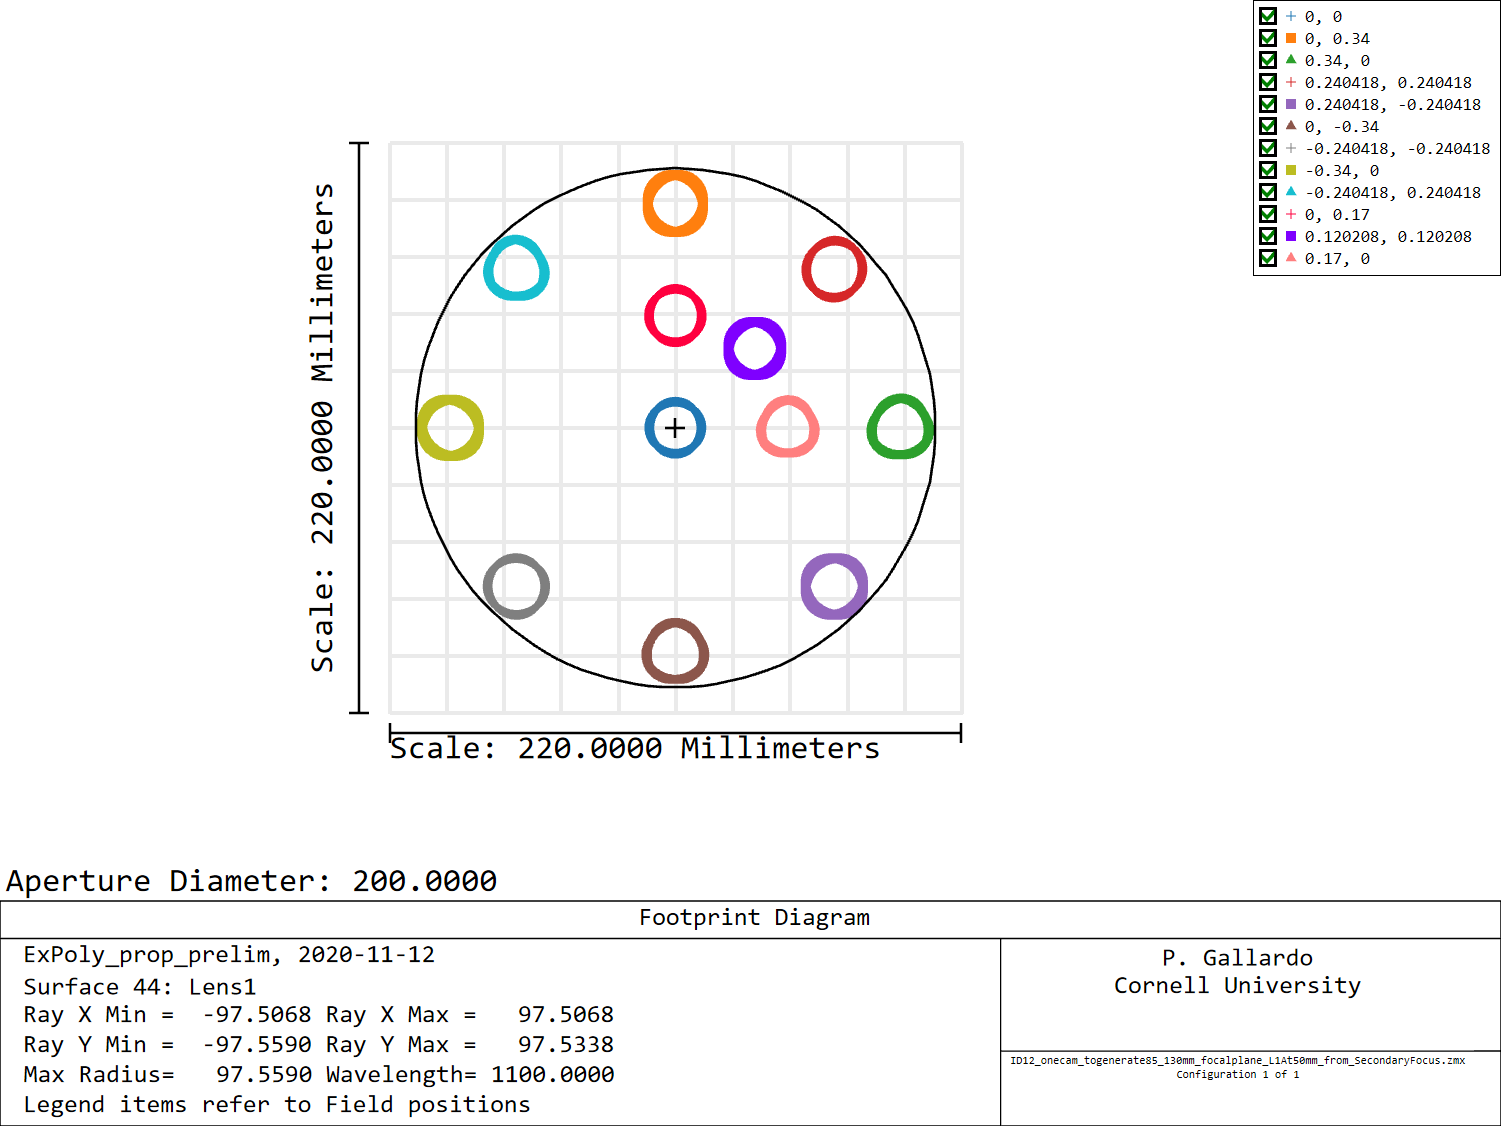 0, 0
0, 0.34
0.34, 0
0.240418, 0.240418
0.240418, -0.240418
0, -0.34
-0.240418, -0.240418
-0.34, 0
-0.240418, 0.240418
0, 0.17
0.120208, 0.120208
0.17, 0
Scale: 220.0000 Millimeters
Scale: 220.0000 Millimeters
Aperture Diameter: 200.0000
Footprint Diagram
ExPoly_prop_prelim, 2020-11-12
Surface 44: Lens1
Ray X Min = -97.5068 Ray X Max = 97.5068
Ray Y Min = -97.5590 Ray Y Max = 97.5338
Max Radius= 97.5590 Wavelength= 1100.0000
Legend items refer to Field positions
P. Gallardo
Cornell University
ID12_onecam_togenerate85_130mm_focalplane_L1At50mm_from_SecondaryFocus.zmx
Configuration 1 of 1